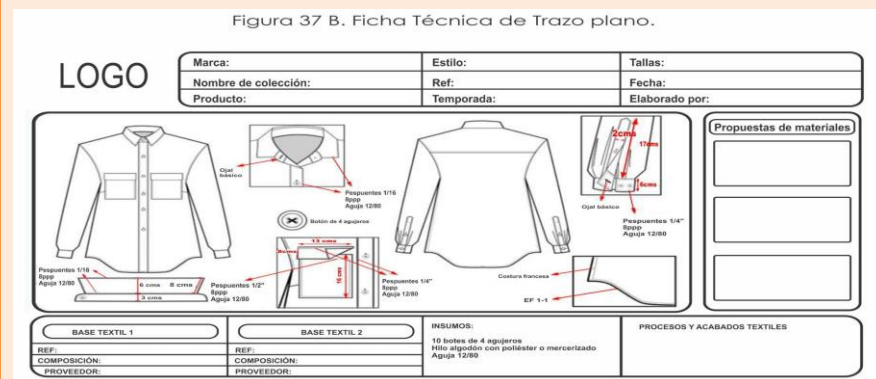 Figura 37 B. Ficha Técnica de Trazo plano.
LOGO
Marca:
Estilo:
Tallas:
Nombre de colección:
Ref:
Fecha:
Producto:
Temporada:
Elaborado por:
Ojal
básico
Pespuentes 1/16
8ppp
Aguja 12/80
Botón de 4 agujeros
2cms
17cms
6cms
Ojal básico
Pespuentes 1/4"
8ppp
Aguja 12/80
Propuestas de materiales
Pespuentes 1/16
8ppp
Aguja 12/80
6 cms
8 cms
3 cms
Pespuentes 1/2"
8ppp
Aguja 12/80
13 cms
16 cms
Pespuentes 1/4"
8ppp
Aguja 12/80
Costura francesa
EF 1-1
BASE TEXTIL 1
REF:
COMPOSICIÓN:
PROVEEDOR:
BASE TEXTIL 2
REF:
COMPOSICIÓN:
PROVEEDOR:
INSUMOS:
10 botes de 4 agujeros
Hilo algodón con poliéster o mercerizado
Aguja 12/80
PROCESOS Y ACABADOS TEXTILES